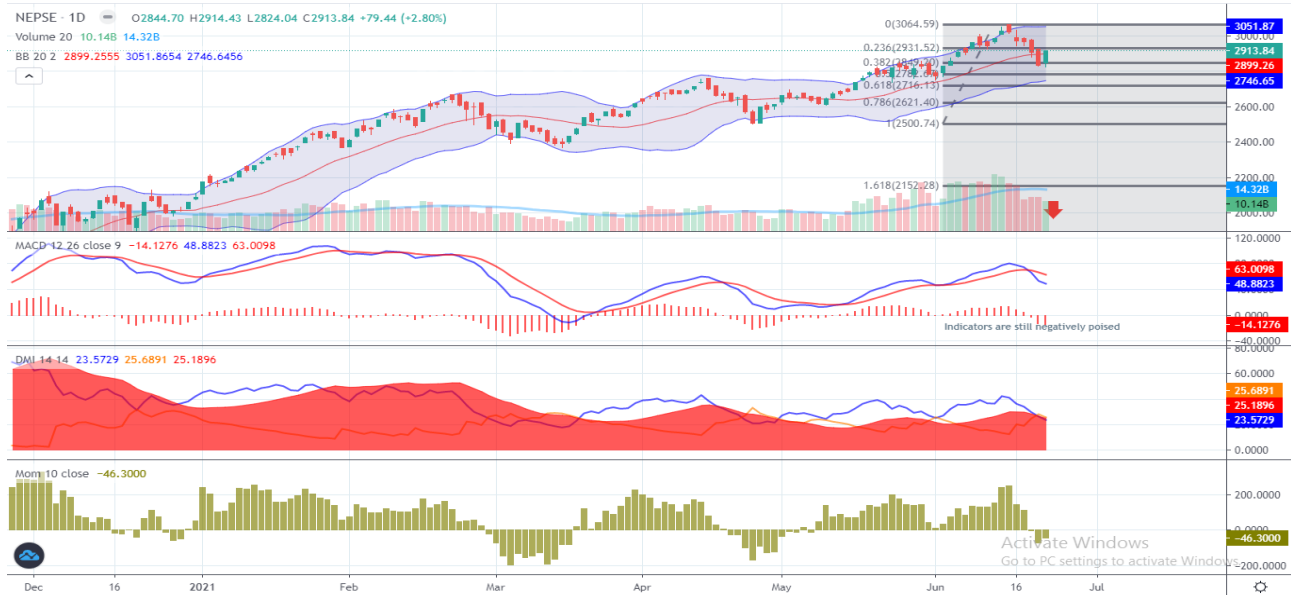 NEPSE · 1D O2844.70 H2914.43 L2824.04 C2913.84 +79.44 (+2.80%)
Volume 20 10.14B 14.32B
BB 20 2 2899.2555 3051.8654 2746.6456
0(3064.59)
0.236(2931.52)
0.382(2849.20)
0.618(2716.13)
0.786(2621.40)
1(2500.74)
1.618(2152.28)
3051.87
3000.00
2913.84
2899.26
2746.65
2600.00
2400.00
2200.00
14.32B
10.14B
2000.00
MACD 12 26 close 9 −14.1276 48.8823 63.0098
Indicators are still negatively poised
120.0000
63.0098
48.8823
0.0000
−14.1276
−40.0000
DMI 14 14 23.5729 25.6891 25.1896
80.0000
60.0000
25.6891
25.1896
23.5729
0.0000
Mom 10 close −46.3000
200.0000
0.0000
−46.3000
−200.0000
Activate Windows
Go to PC settings to activate Windows
Dec 16 2021 Feb Mar Apr May Jun 16 Jul